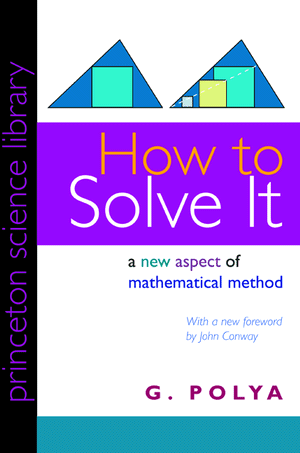 princeton science library
How to
Solve It
a new aspect of
mathematical method
With a new foreword
by John Conway
G. POLYA